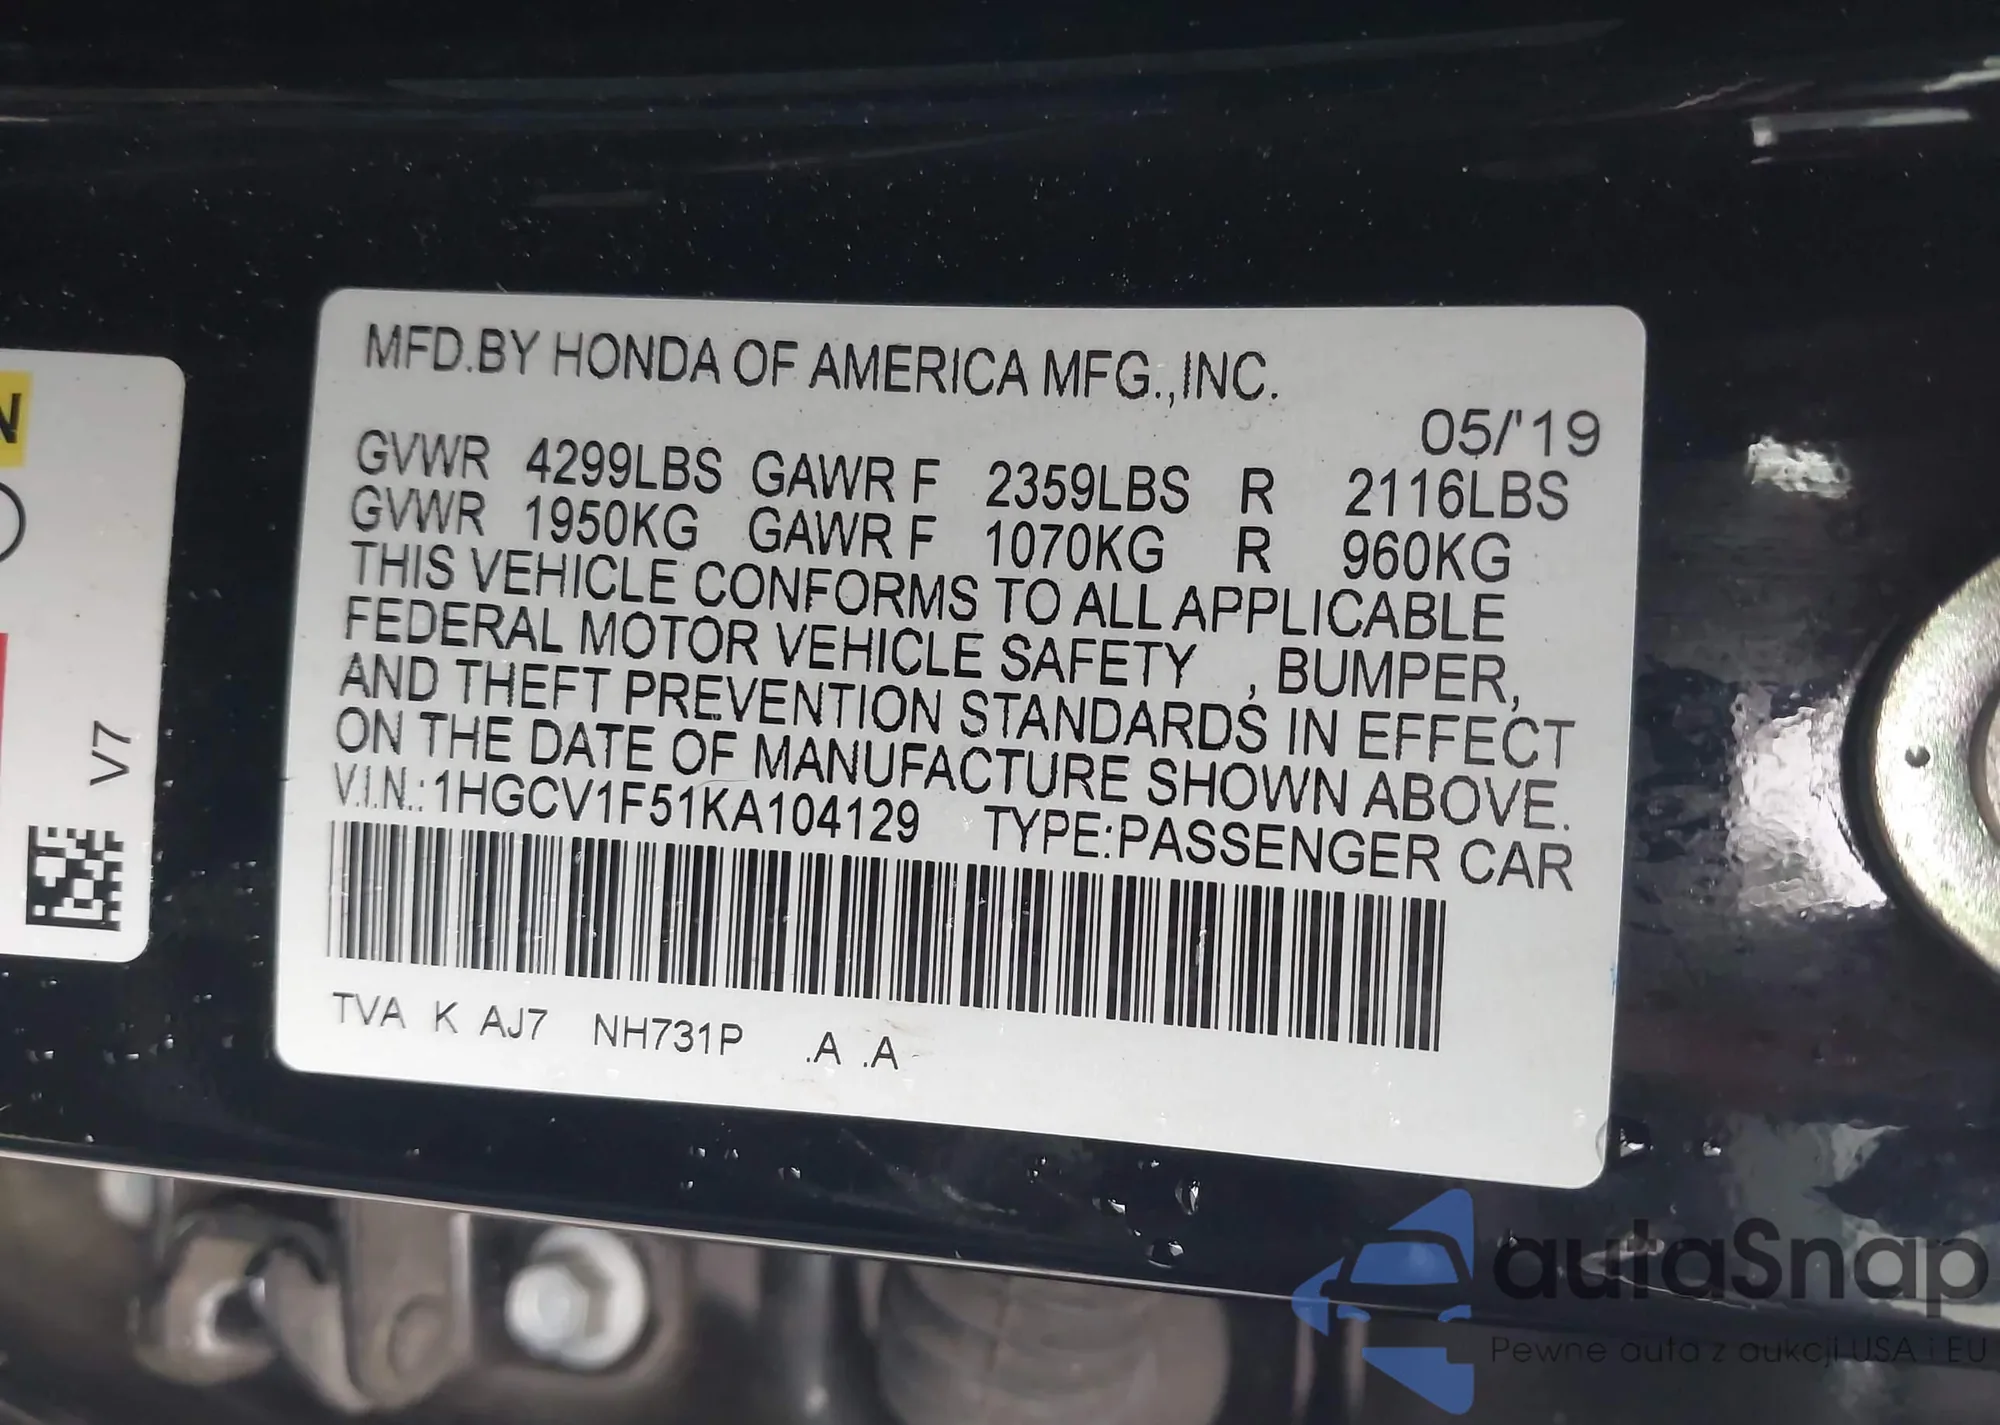 N
V7
MFD.BY HONDA OF AMERICA MFG.,INC.
05/'19
GVWR 4299LBS GAWR F 2359LBS R 2116LBS
GVWR 1950KG GAWR F 1070KG R 960KG
THIS VEHICLE CONFORMS TO ALL APPLICABLE
FEDERAL MOTOR VEHICLE SAFETY , BUMPER,
AND THEFT PREVENTION STANDARDS IN EFFECT
ON THE DATE OF MANUFACTURE SHOWN ABOVE.
V.I.N.:1HGCV1F51KA104129 TYPE:PASSENGER CAR
TVA K AJ7 NH731P .A .A
autaSnap
Pewne auta z aukcji USA i EU